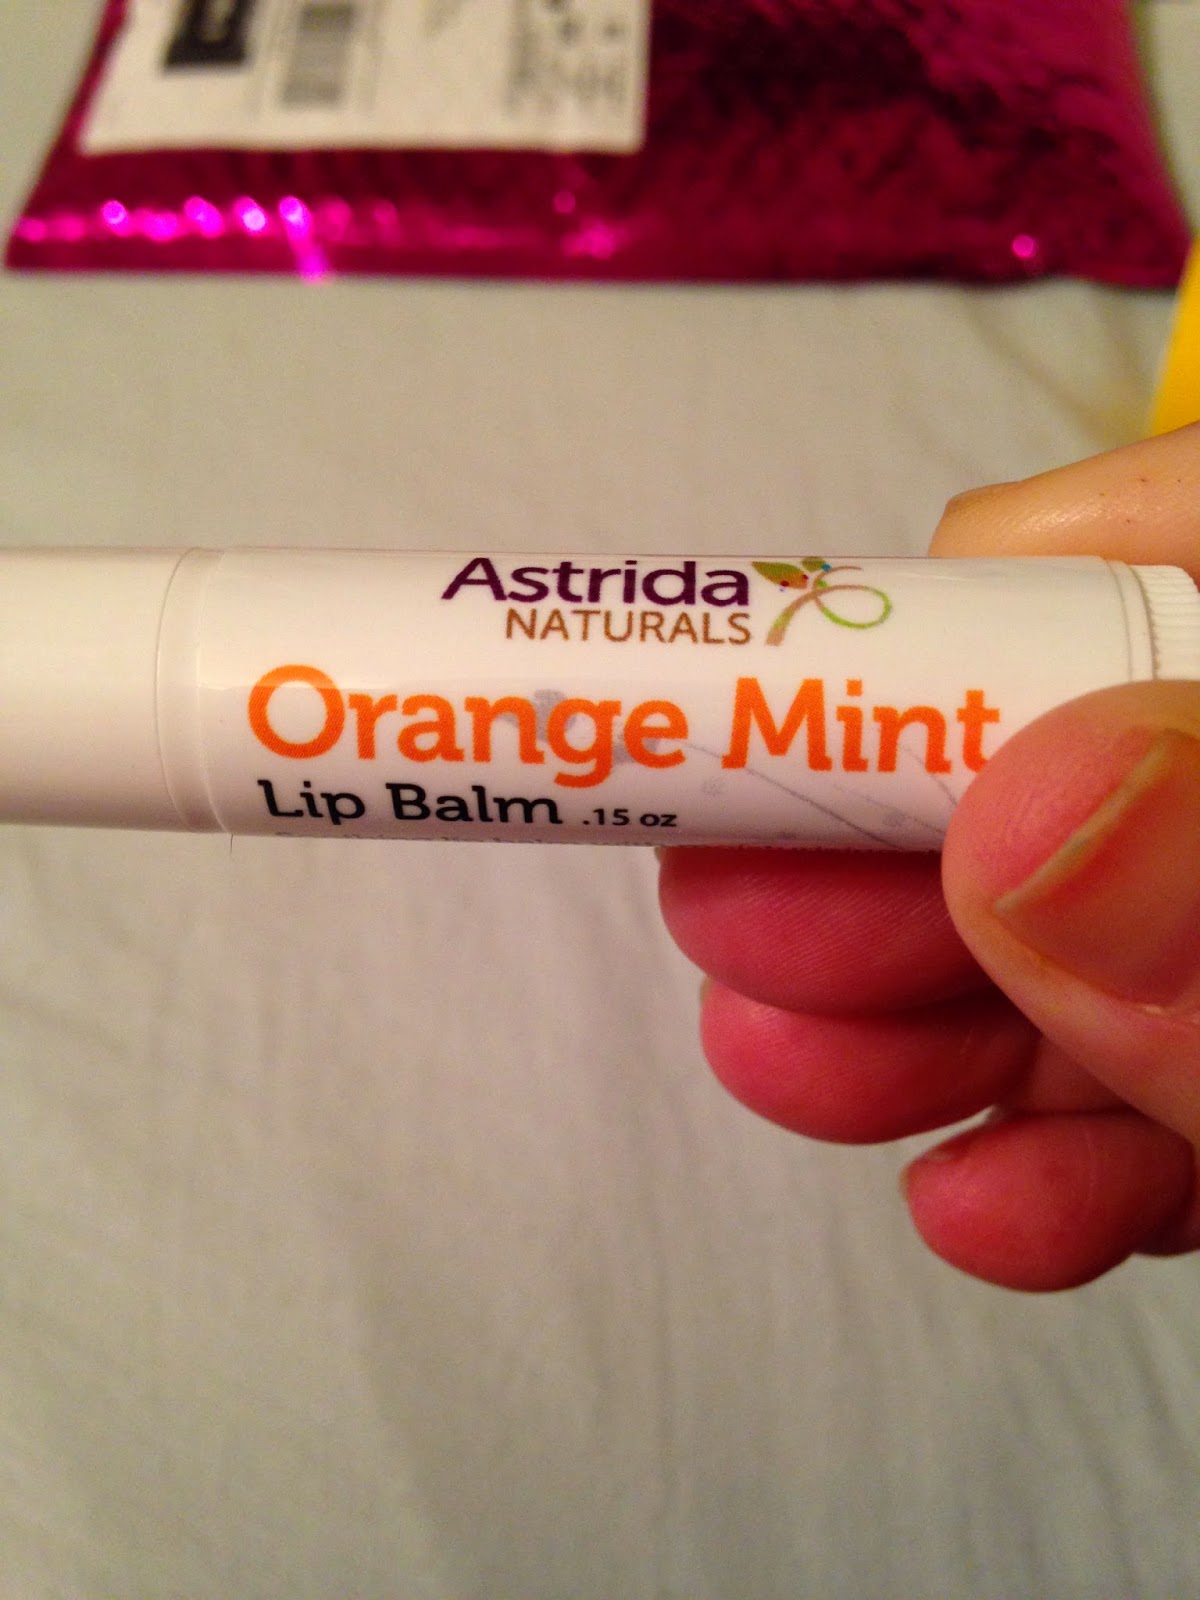 Astrida
NATURALS
Orange Mint
Lip Balm .15 oz